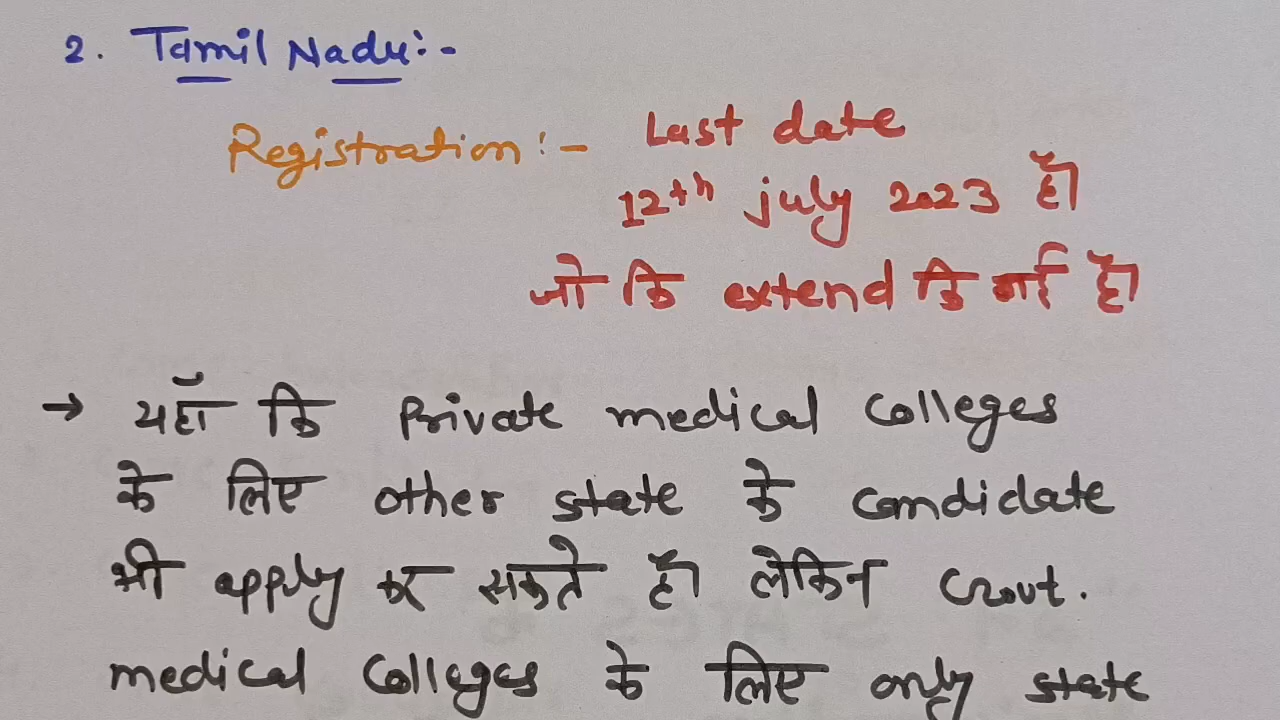 2. Tamil Nadu:-
Registration:- Last date
12th july 2023 है।
जो कि extend कि गई है।
→ यहाँ कि Private medical Colleges
के लिए other state के candidate
भी apply कर सकते है। लेकिन Govt.
medical Colleges के लिए only state